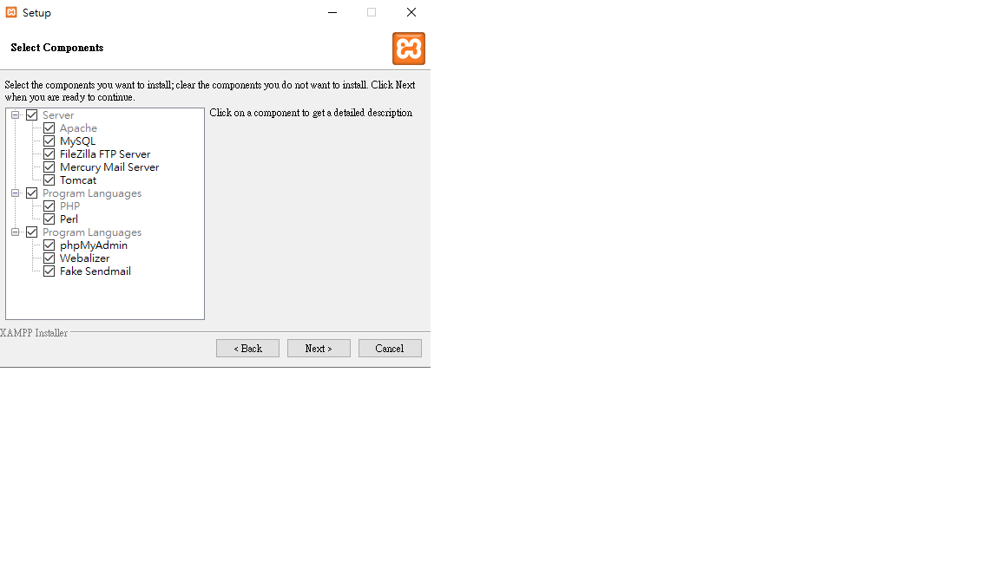 Setup
Select Components
Select the components you want to install; clear the components you do not want to install. Click Next
when you are ready to continue.
Server
Apache
MySQL
FileZilla FTP Server
Mercury Mail Server
Tomcat
Program Languages
PHP
Perl
Program Languages
phpMyAdmin
Webalizer
Fake Sendmail
Click on a component to get a detailed description
XAMPP Installer
< Back
Next >
Cancel